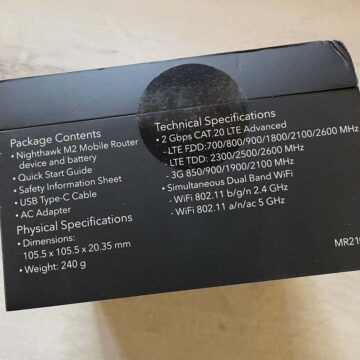 Package Contents
• Nighthawk M2 Mobile Router
device and battery
• Quick Start Guide
• Safety Information Sheet
• USB Type-C Cable
• AC Adapter
Physical Specifications
• Dimensions:
105.5 x 105.5 x 20.35 mm
• Weight: 240 g
Technical Specifications
• 2 Gbps CAT.20 LTE Advanced
- LTE FDD:700/800/900/1800/2100/2600 MHz
- LTE TDD: 2300/2500/2600 MHz
- 3G 850/900/1900/2100 MHz
• Simultaneous Dual Band WiFi
- WiFi 802.11 b/g/n 2.4 GHz
- WiFi 802.11 a/n/ac 5 GHz